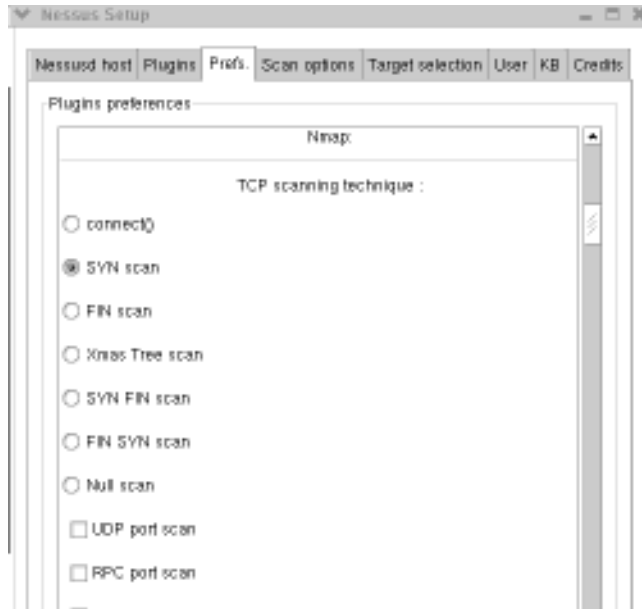 Nessus Setup
Nessusd host Plugins Prefs. Scan options Target selection User KB Credits
Plugins preferences
Nmap:
TCP scanning technique :
connect()
SYN scan
FIN scan
Xmas Tree scan
SYN FIN scan
FIN SYN scan
Null scan
UDP port scan
RPC port scan